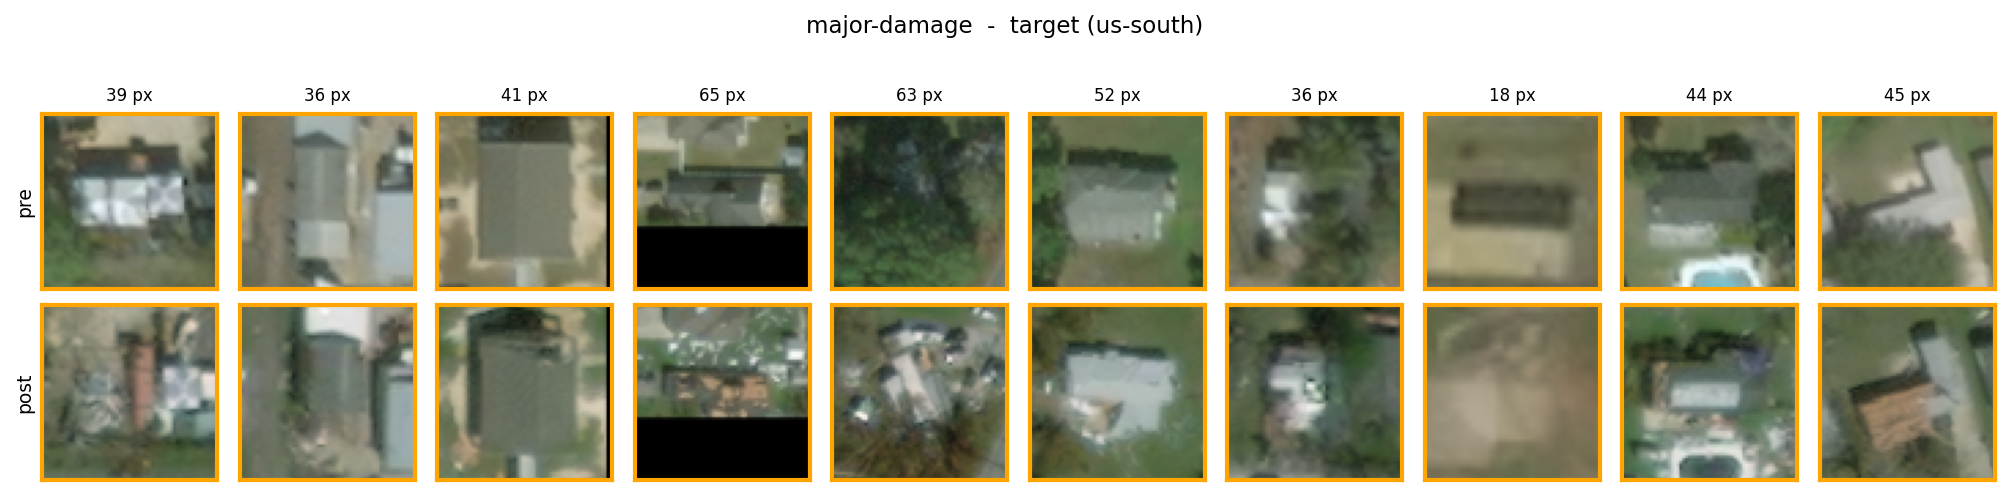 major-damage - target (us-south)
39 px 36 px 41 px 65 px 63 px 52 px 36 px 18 px 44 px 45 px
pre
post